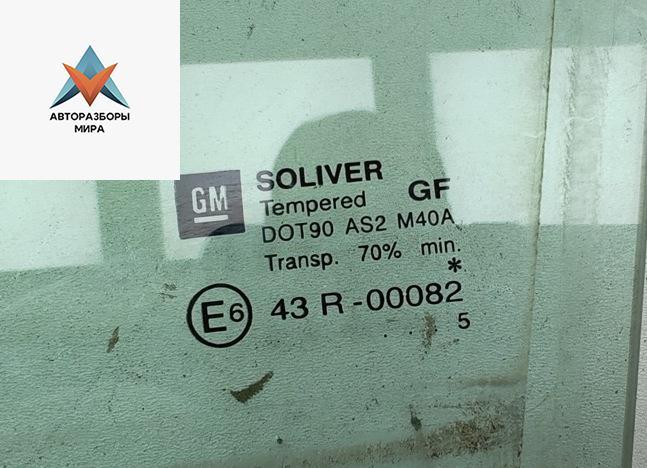 АВТОРАЗБОРЫ
МИРА
GM
SOLIVER
Tempered GF
DOT90 AS2 M40A
Transp. 70% min.
*
E6 43 R-00082
5